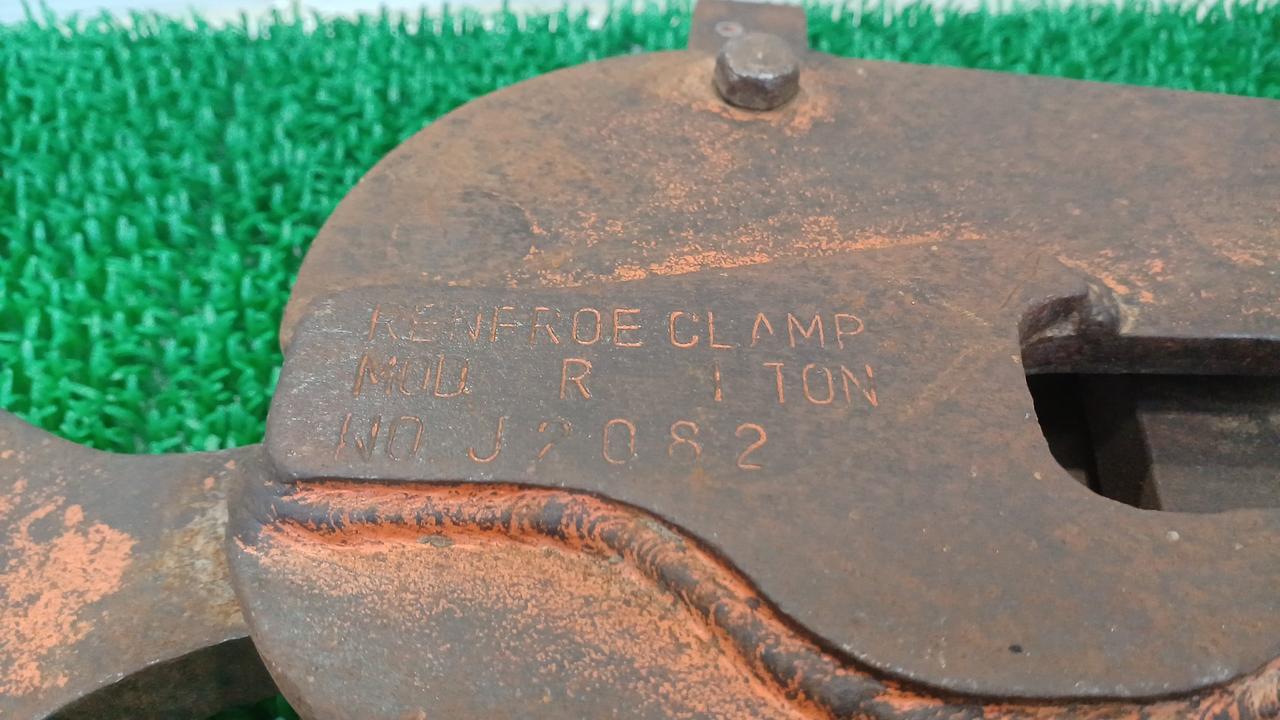 RENFROE CLAMP
MOD R 1 TON
NO J2082